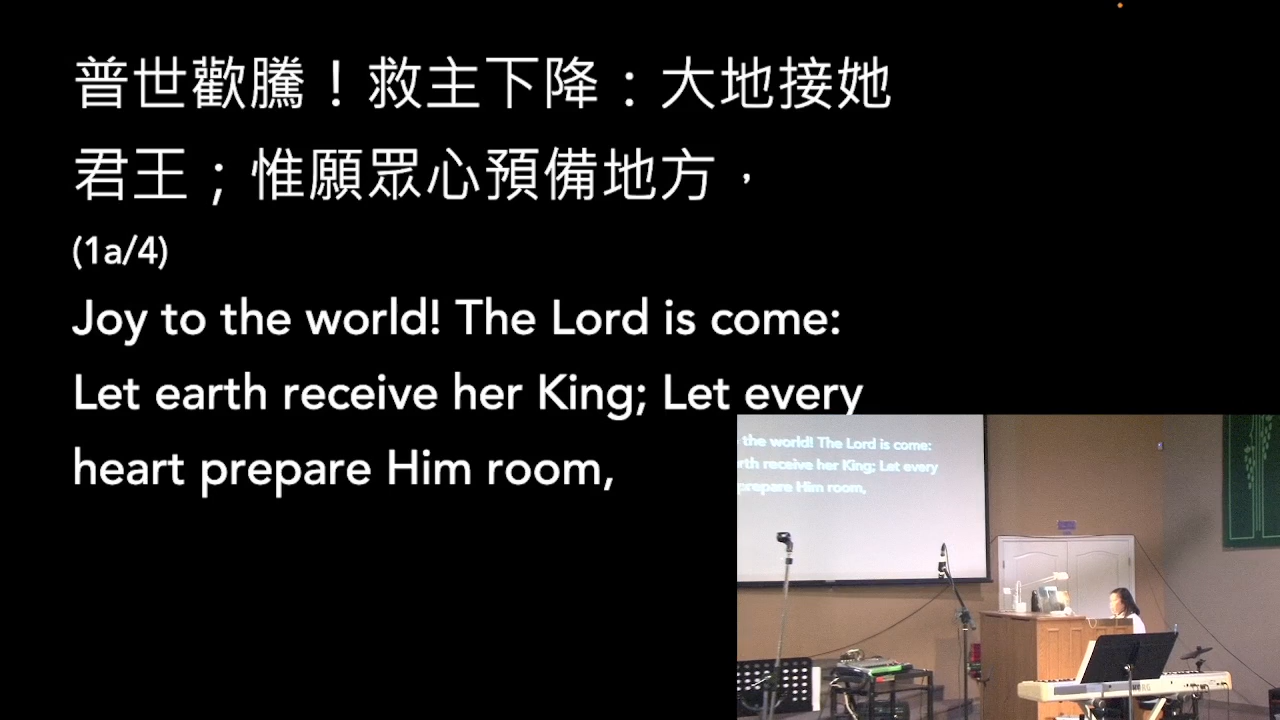 普世歡騰！救主下降：大地接她
君王；惟願眾心預備地方，
(1a/4)
Joy to the world! The Lord is come:
Let earth receive her King; Let every
heart prepare Him room,
the world! The Lord is come:
rth receive her King; Let every
prepare Him room,
KORG